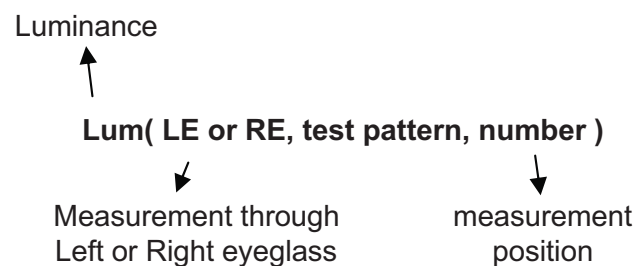 Luminance
Lum( LE or RE, test pattern, number )
Measurement through
Left or Right eyeglass
measurement
position